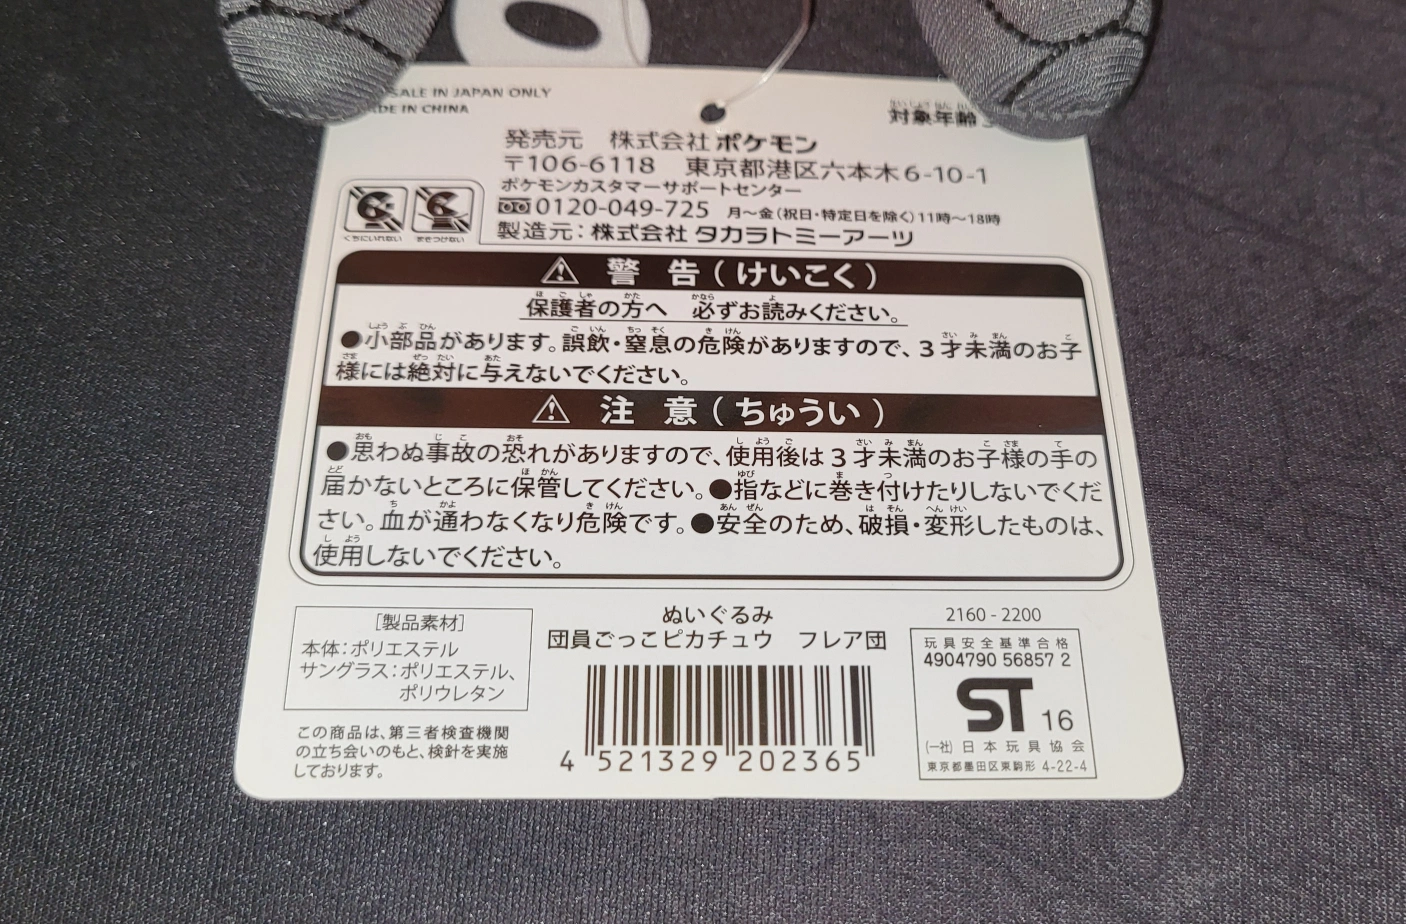 SALE IN JAPAN ONLY
IN CHINA
対象年齢
発売元 株式会社ポケモン
〒106-6118 東京都港区六本木6-10-1
ポケモンカスタマーサポートセンター
0120-049-725 月〜金(祝日・特定日を除く)11時〜18時
製造元：株式会社 タカラトミーアーツ
くちにいれない まきつけない
警 告(けいこく)
保護者の方へ 必ずお読みください。
●小部品があります。誤飲・窒息の危険がありますので、3才未満のお子
様には絶対に与えないでください。
注 意(ちゅうい)
●思わぬ事故の恐れがありますので、使用後は3才未満のお子様の手の
届かないところに保管してください。●指などに巻き付けたりしないでくだ
さい。血が通わなくなり危険です。●安全のため、破損・変形したものは、
使用しないでください。
[製品素材]
本体：ポリエステル
サングラス：ポリエステル、
ポリウレタン
この商品は、第三者検査機関
の立ち会いのもと、検針を実施
しております。
ぬいぐるみ
団員ごっこピカチュウ フレア団
4 521329 202365
2160 - 2200
玩具安全基準合格
4904790 56857 2
ST 16
(一社)日本玩具協会
東京都墨田区東駒形 4-22-4